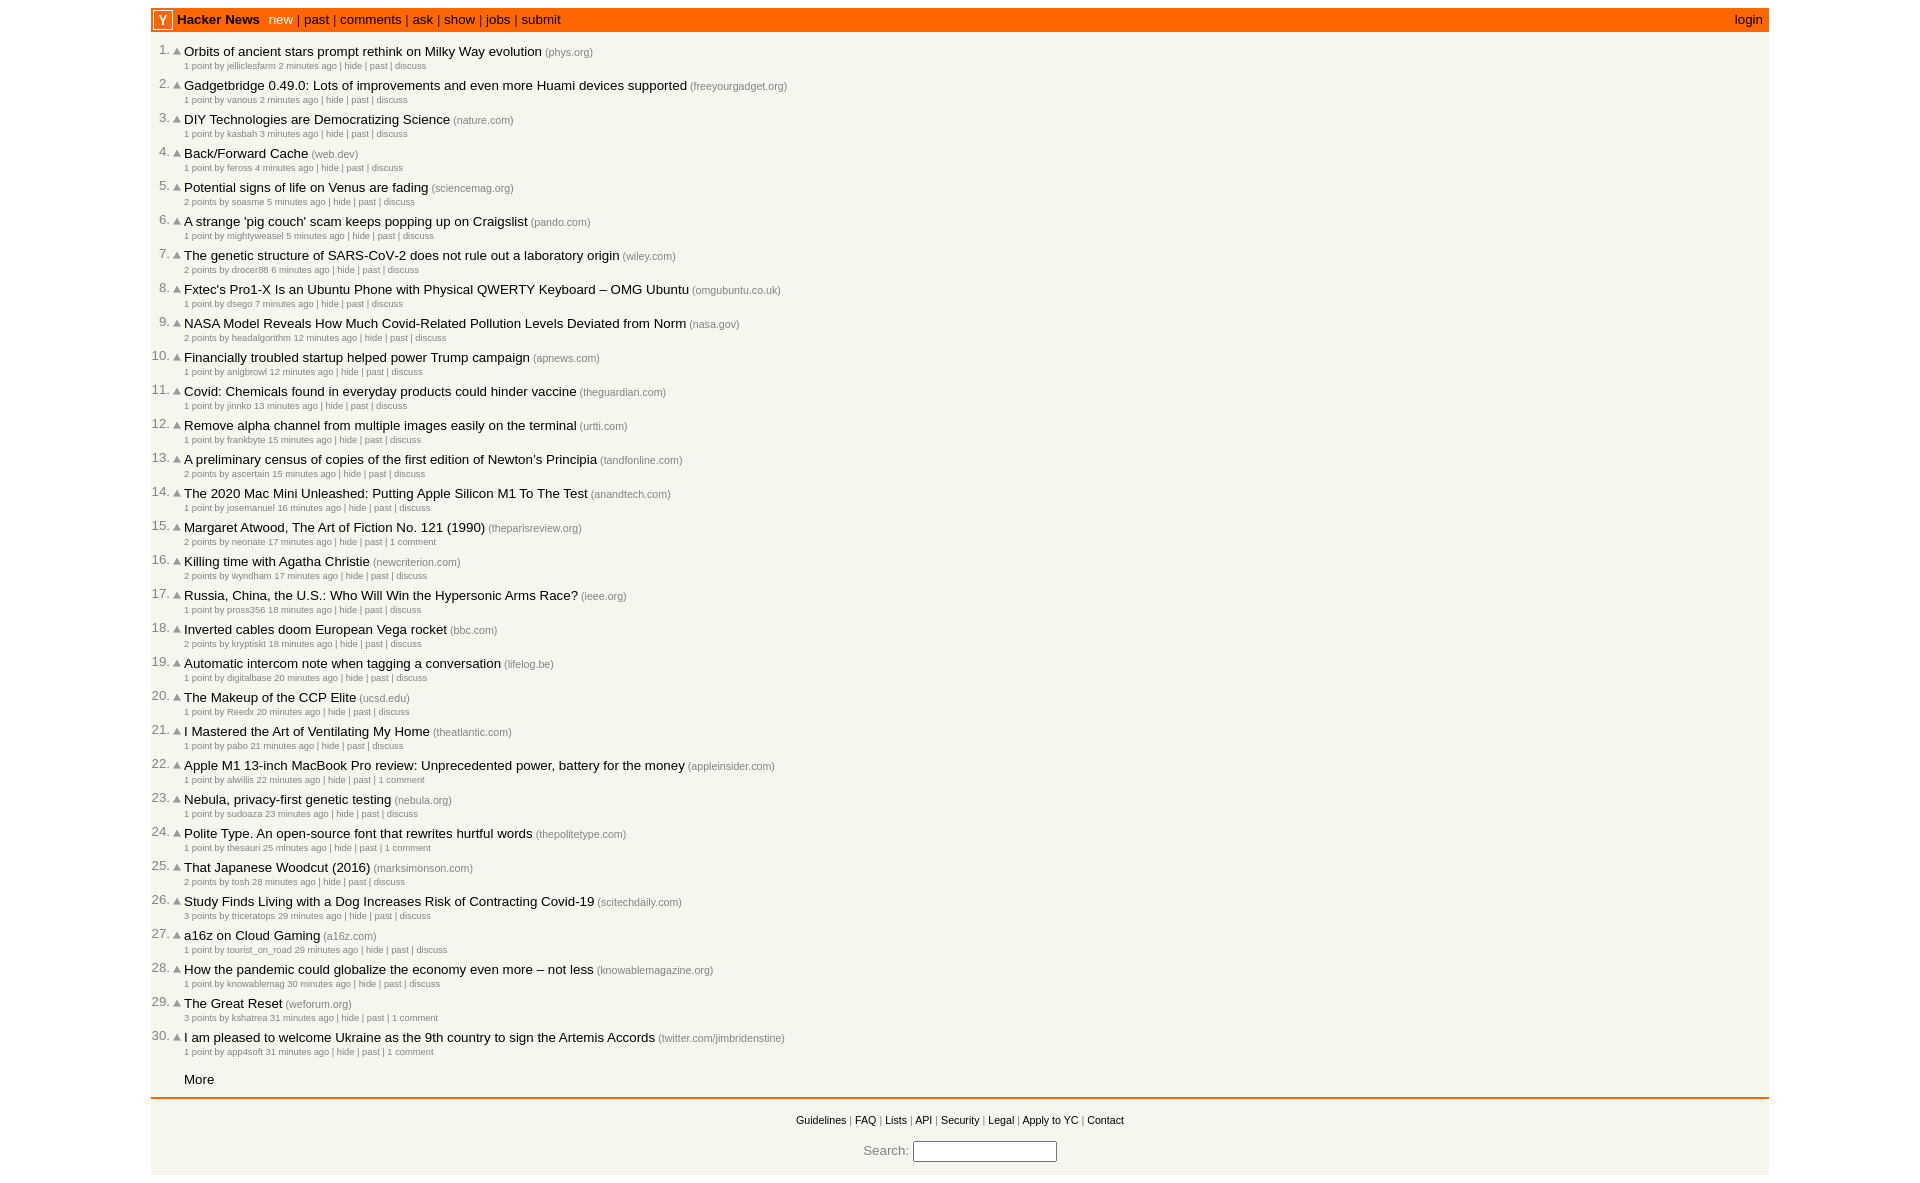 Y Hacker News new | past | comments | ask | show | jobs | submit login
1. Orbits of ancient stars prompt rethink on Milky Way evolution (phys.org)
1 point by jelliclesfarm 2 minutes ago | hide | past | discuss
2. Gadgetbridge 0.49.0: Lots of improvements and even more Huami devices supported (freeyourgadget.org)
1 point by vanous 2 minutes ago | hide | past | discuss
3. DIY Technologies are Democratizing Science (nature.com)
1 point by kasbah 3 minutes ago | hide | past | discuss
4. Back/Forward Cache (web.dev)
1 point by feross 4 minutes ago | hide | past | discuss
5. Potential signs of life on Venus are fading (sciencemag.org)
2 points by soasme 5 minutes ago | hide | past | discuss
6. A strange 'pig couch' scam keeps popping up on Craigslist (pando.com)
1 point by mightyweasel 5 minutes ago | hide | past | discuss
7. The genetic structure of SARS-CoV-2 does not rule out a laboratory origin (wiley.com)
2 points by drocer88 6 minutes ago | hide | past | discuss
8. Fxtec's Pro1-X Is an Ubuntu Phone with Physical QWERTY Keyboard – OMG Ubuntu (omgubuntu.co.uk)
1 point by dsego 7 minutes ago | hide | past | discuss
9. NASA Model Reveals How Much Covid-Related Pollution Levels Deviated from Norm (nasa.gov)
2 points by headalgorithm 12 minutes ago | hide | past | discuss
10. Financially troubled startup helped power Trump campaign (apnews.com)
1 point by anigbrowl 12 minutes ago | hide | past | discuss
11. Covid: Chemicals found in everyday products could hinder vaccine (theguardian.com)
1 point by jinnko 13 minutes ago | hide | past | discuss
12. Remove alpha channel from multiple images easily on the terminal (urtti.com)
1 point by frankbyte 15 minutes ago | hide | past | discuss
13. A preliminary census of copies of the first edition of Newton’s Principia (tandfonline.com)
2 points by ascertain 15 minutes ago | hide | past | discuss
14. The 2020 Mac Mini Unleashed: Putting Apple Silicon M1 To The Test (anandtech.com)
1 point by josemanuel 16 minutes ago | hide | past | discuss
15. Margaret Atwood, The Art of Fiction No. 121 (1990) (theparisreview.org)
2 points by neonate 17 minutes ago | hide | past | 1 comment
16. Killing time with Agatha Christie (newcriterion.com)
2 points by wyndham 17 minutes ago | hide | past | discuss
17. Russia, China, the U.S.: Who Will Win the Hypersonic Arms Race? (ieee.org)
1 point by pross356 18 minutes ago | hide | past | discuss
18. Inverted cables doom European Vega rocket (bbc.com)
2 points by kryptiskt 18 minutes ago | hide | past | discuss
19. Automatic intercom note when tagging a conversation (lifelog.be)
1 point by digitalbase 20 minutes ago | hide | past | discuss
20. The Makeup of the CCP Elite (ucsd.edu)
1 point by Reedx 20 minutes ago | hide | past | discuss
21. I Mastered the Art of Ventilating My Home (theatlantic.com)
1 point by pabo 21 minutes ago | hide | past | discuss
22. Apple M1 13-inch MacBook Pro review: Unprecedented power, battery for the money (appleinsider.com)
1 point by alwillis 22 minutes ago | hide | past | 1 comment
23. Nebula, privacy-first genetic testing (nebula.org)
1 point by sudoaza 23 minutes ago | hide | past | discuss
24. Polite Type. An open-source font that rewrites hurtful words (thepolitetype.com)
1 point by thesauri 25 minutes ago | hide | past | 1 comment
25. That Japanese Woodcut (2016) (marksimonson.com)
2 points by tosh 28 minutes ago | hide | past | discuss
26. Study Finds Living with a Dog Increases Risk of Contracting Covid-19 (scitechdaily.com)
3 points by triceratops 29 minutes ago | hide | past | discuss
27. a16z on Cloud Gaming (a16z.com)
1 point by tourist_on_road 29 minutes ago | hide | past | discuss
28. How the pandemic could globalize the economy even more – not less (knowablemagazine.org)
1 point by knowablemag 30 minutes ago | hide | past | discuss
29. The Great Reset (weforum.org)
3 points by kshatrea 31 minutes ago | hide | past | 1 comment
30. I am pleased to welcome Ukraine as the 9th country to sign the Artemis Accords (twitter.com/jimbridenstine)
1 point by app4soft 31 minutes ago | hide | past | 1 comment
More
Guidelines | FAQ | Lists | API | Security | Legal | Apply to YC | Contact
Search: